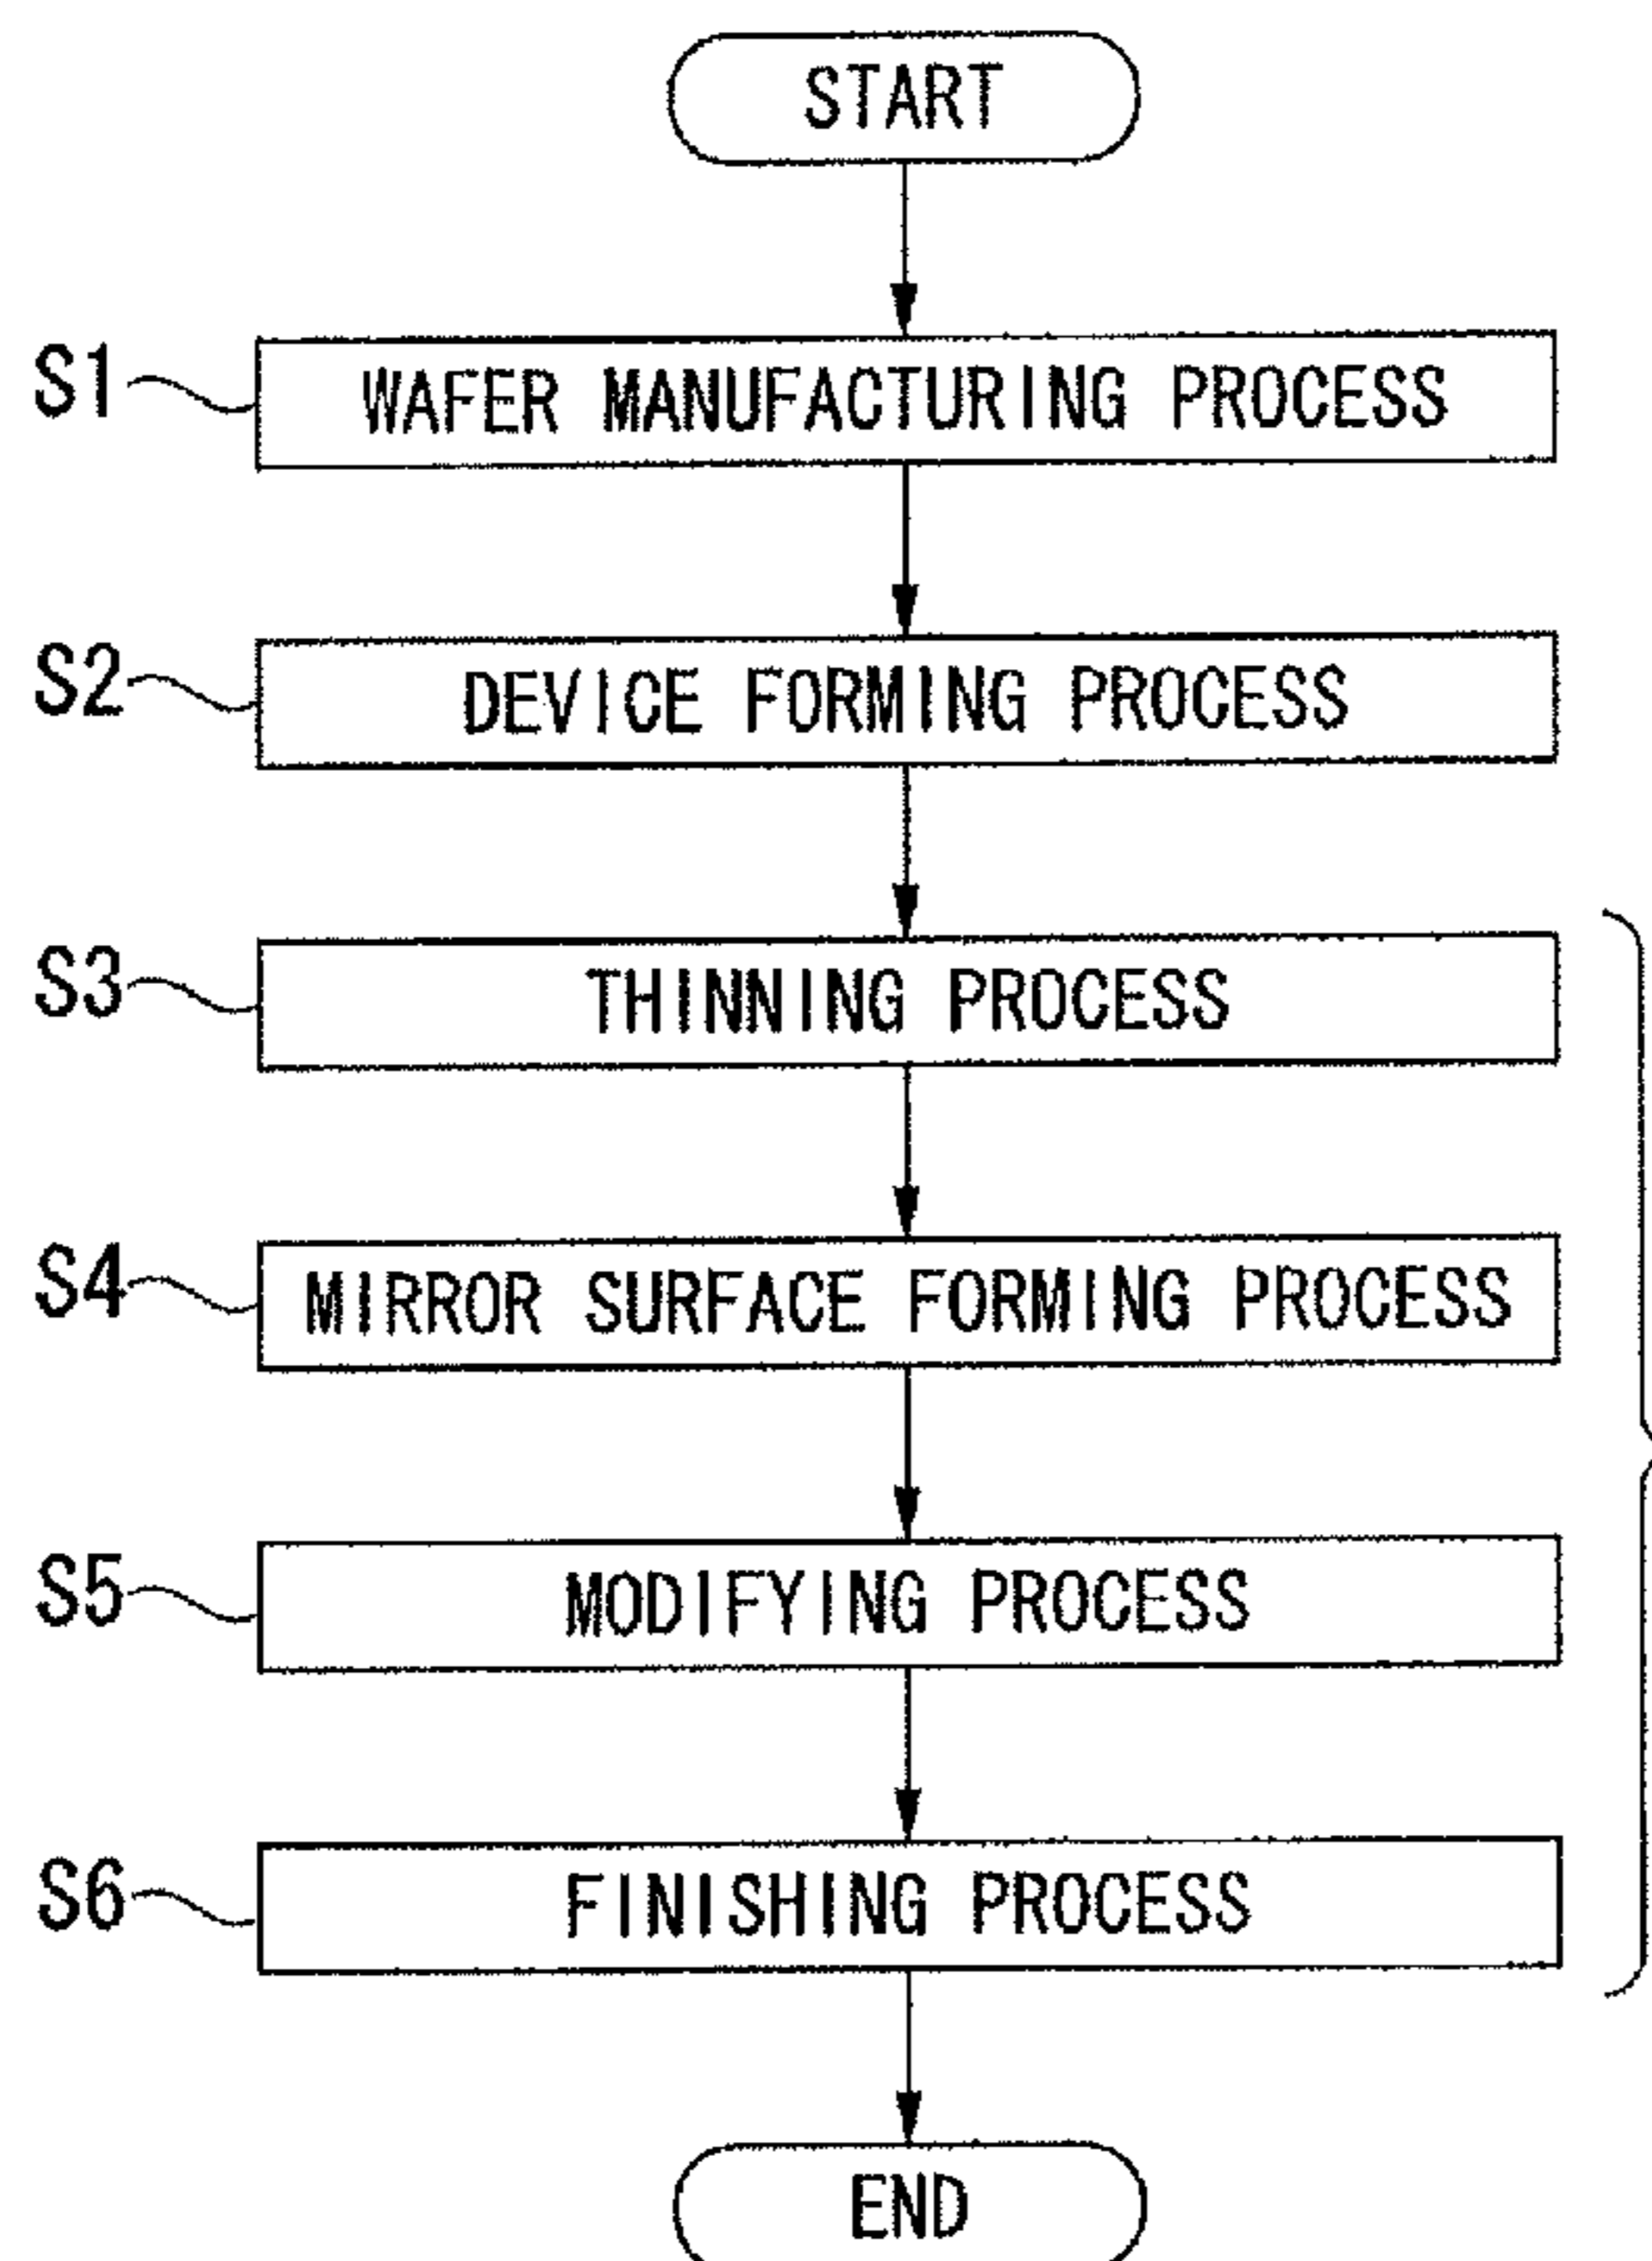 START
S1 WAFER MANUFACTURING PROCESS
S2 DEVICE FORMING PROCESS
S3 THINNING PROCESS
S4 MIRROR SURFACE FORMING PROCESS
S5 MODIFYING PROCESS
S6 FINISHING PROCESS
END